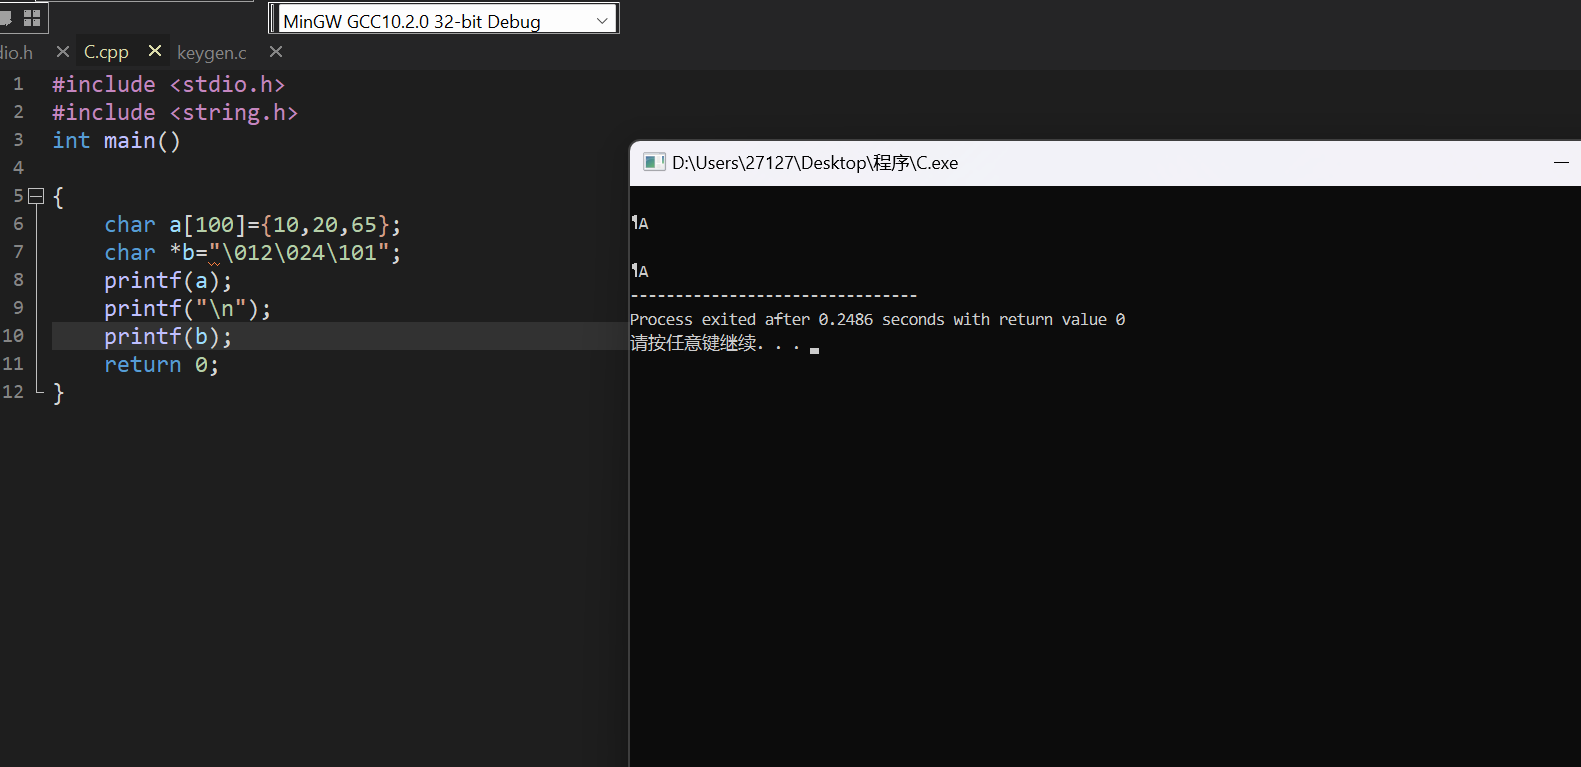 MinGW GCC10.2.0 32-bit Debug
dio.h × C.cpp × keygen.c ×
1 #include <stdio.h>
2 #include <string.h>
3 int main()
4
5 {
6 char a[100]={10,20,65};
7 char *b="\012\024\101";
8 printf(a);
9 printf("\n");
10 printf(b);
11 return 0;
12 }
D:\Users\27127\Desktop\程序\C.exe
¶A
¶A
--------------------------------
Process exited after 0.2486 seconds with return value 0
请按任意键继续. . .